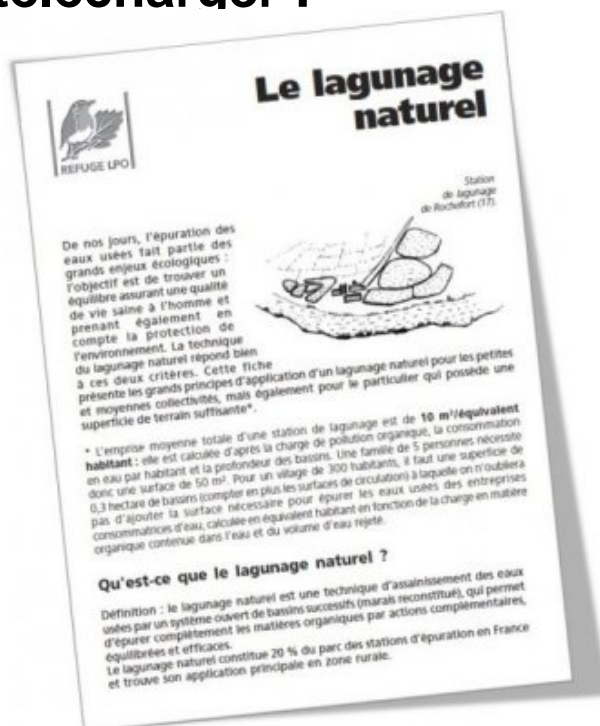 télécharger !
Le lagunage
naturel
REFUGE LPO
Station
de lagunage
de Rochefort (17).
De nos jours, l'épuration des
eaux usées fait partie des
grands enjeux écologiques :
l'objectif est de trouver un
équilibre assurant une qualité
de vie saine à l'homme et
prenant également en
compte la protection de
l'environnement. La technique
du lagunage naturel répond bien
à ces deux critères. Cette fiche
présente les grands principes d'application d'un lagunage naturel pour les petites
et moyennes collectivités, mais également pour le particulier qui possède une
superficie de terrain suffisante*.
* L'emprise moyenne totale d'une station de lagunage est de 10 m²/équivalent
habitant : elle est calculée d'après la charge de pollution organique, la consommation
en eau par habitant et la profondeur des bassins. Une famille de 5 personnes nécessite
donc une surface de 50 m². Pour un village de 300 habitants, il faut une superficie de
0,3 hectare de bassins (compter en plus les surfaces de circulation) à laquelle on n'oubliera
pas d'ajouter la surface nécessaire pour épurer les eaux usées des entreprises
consommatrices d'eau, calculée en équivalent habitant en fonction de la charge en matière
organique contenue dans l'eau et du volume d'eau rejeté.
Qu'est-ce que le lagunage naturel ?
Définition : le lagunage naturel est une technique d'assainissement des eaux
usées par un système ouvert de bassins successifs (marais reconstitué), qui permet
d'épurer complètement les matières organiques par actions complémentaires,
équilibrées et efficaces.
Le lagunage naturel constitue 20 % du parc des stations d'épuration en France
et trouve son application principale en zone rurale.